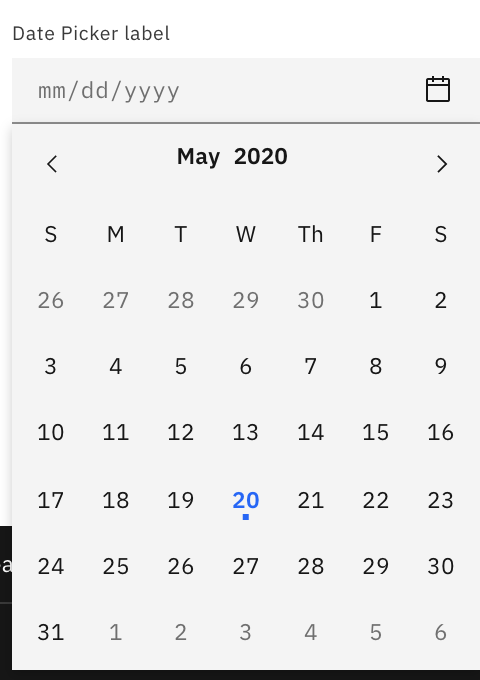 Date Picker label
mm/dd/yyyy
May 2020
S M T W Th F S
26 27 28 29 30 1 2
3 4 5 6 7 8 9
10 11 12 13 14 15 16
17 18 19 20 21 22 23
24 25 26 27 28 29 30
31 1 2 3 4 5 6